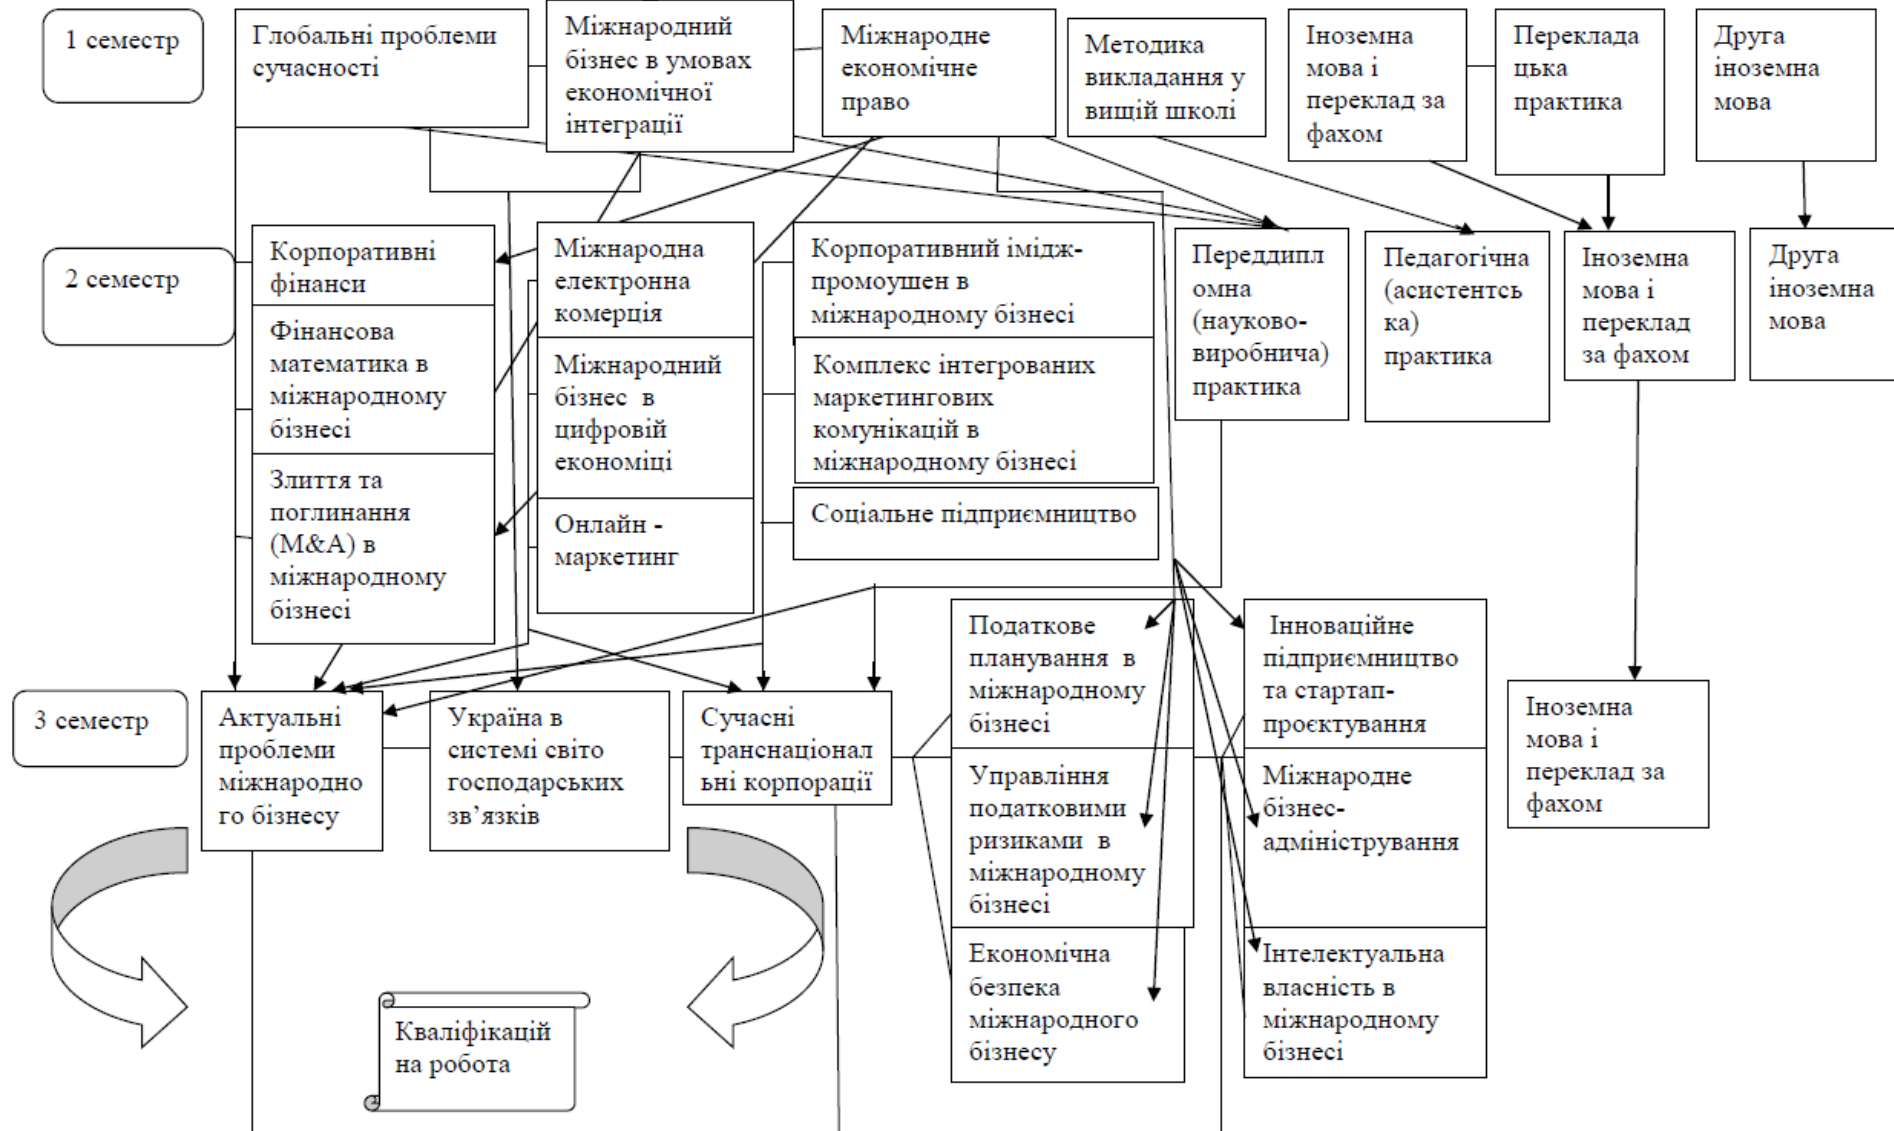 1 семестр
Глобальні проблеми
сучасності
Міжнародний
бізнес в умовах
економічної
інтеграції
Міжнародне
економічне
право
Методика
викладання у
вищій школі
Іноземна
мова і
переклад за
фахом
Переклада
цька
практика
Друга
іноземна
мова
2 семестр
Корпоративні
фінанси
Фінансова
математика в
міжнародному
бізнесі
Злиття та
поглинання
(M&A) в
міжнародному
бізнесі
Міжнародна
електронна
комерція
Міжнародний
бізнес в
цифровій
економіці
Онлайн -
маркетинг
Корпоративний імідж-
промоушен в
міжнародному бізнесі
Комплекс інтегрованих
маркетингових
комунікацій в
міжнародному бізнесі
Соціальне підприємництво
Переддипл
омна
(науково-
виробнича)
практика
Педагогічна
(асистентсь
ка)
практика
Іноземна
мова і
переклад
за фахом
Друга
іноземна
мова
3 семестр
Актуальні
проблеми
міжнародно
го бізнесу
Україна в
системі світо
господарських
зв’язків
Сучасні
транснаціонал
ьні корпорації
Податкове
планування в
міжнародному
бізнесі
Управління
податковими
ризиками в
міжнародному
бізнесі
Економічна
безпека
міжнародного
бізнесу
Інноваційне
підприємництво
та стартап-
проєктування
Міжнародне
бізнес-
адміністрування
Інтелектуальна
власність в
міжнародному
бізнесі
Іноземна
мова і
переклад за
фахом
Кваліфікацій
на робота